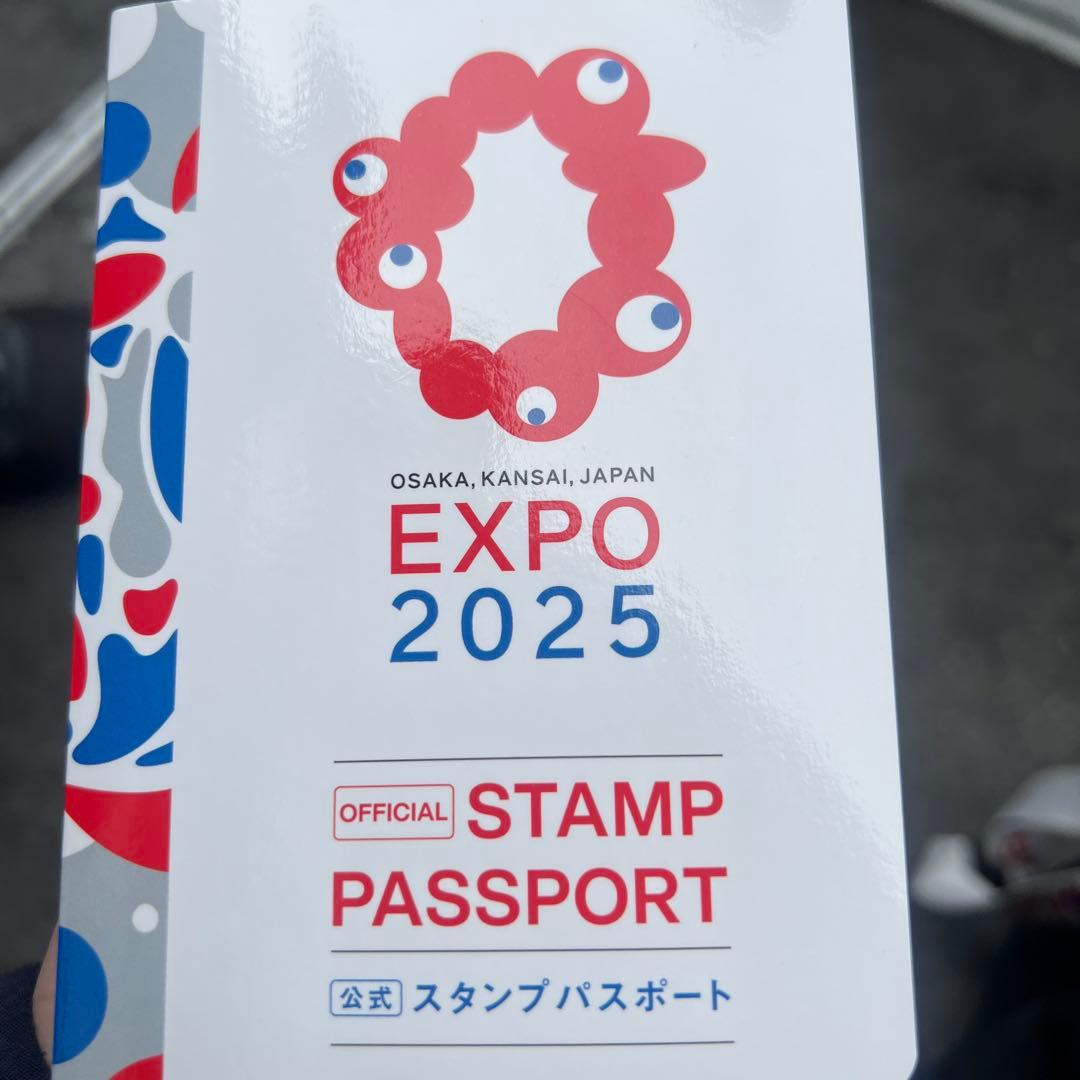 OSAKA, KANSAI, JAPAN
EXPO
2025
OFFICIAL STAMP
PASSPORT
公式 スタンプパスポート